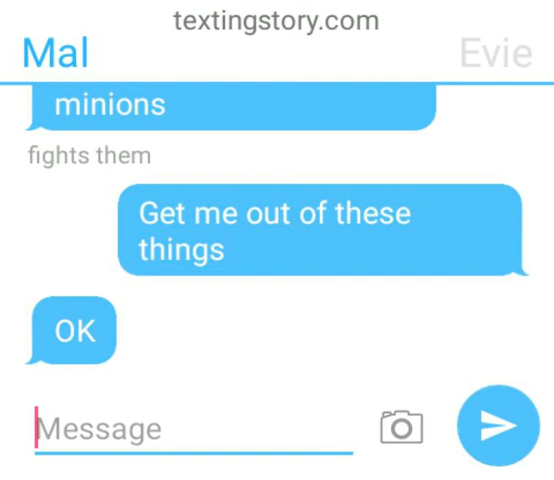 textingstory.com
Mal
Evie
minions
fights them
Get me out of these
things
OK
Message